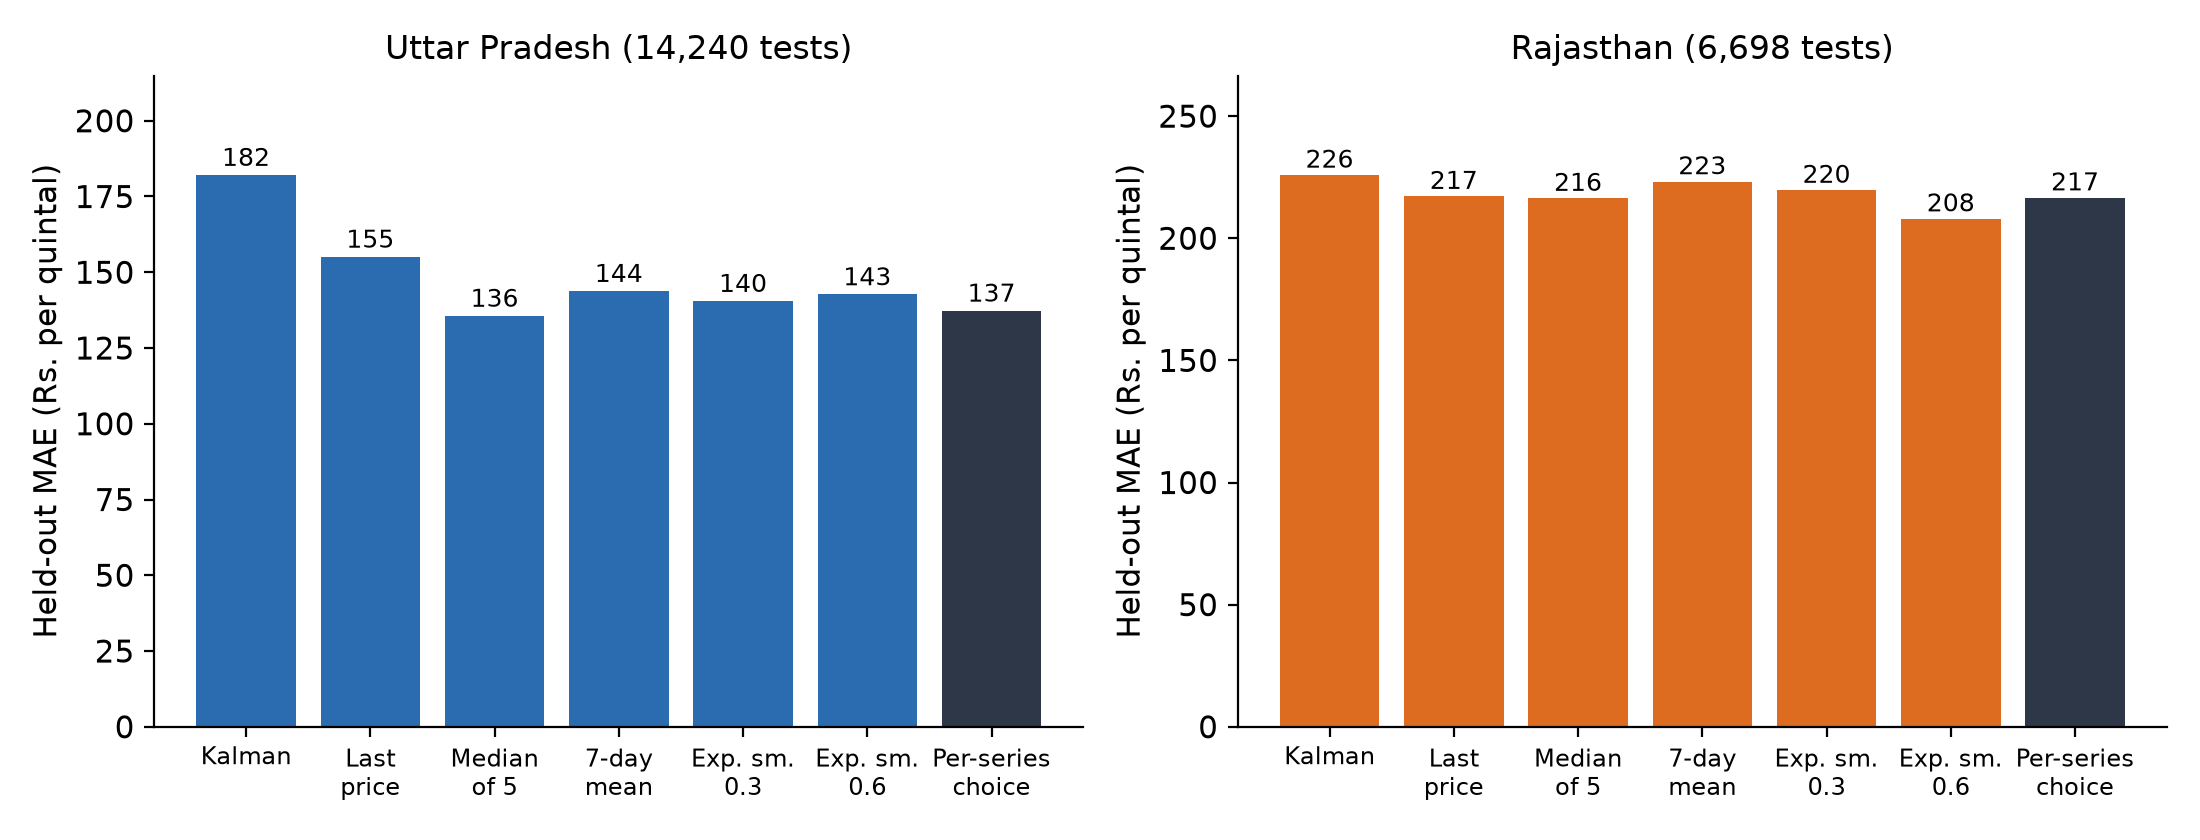 Uttar Pradesh (14,240 tests)
Held-out MAE (Rs. per quintal)
200
175
150
125
100
75
50
25
0
182
155
136
144
140
143
137
Kalman
Last
price
Median
of 5
7-day
mean
Exp. sm.
0.3
Exp. sm.
0.6
Per-series
choice
Rajasthan (6,698 tests)
Held-out MAE (Rs. per quintal)
250
200
150
100
50
0
226
217
216
223
220
208
217
Kalman
Last
price
Median
of 5
7-day
mean
Exp. sm.
0.3
Exp. sm.
0.6
Per-series
choice